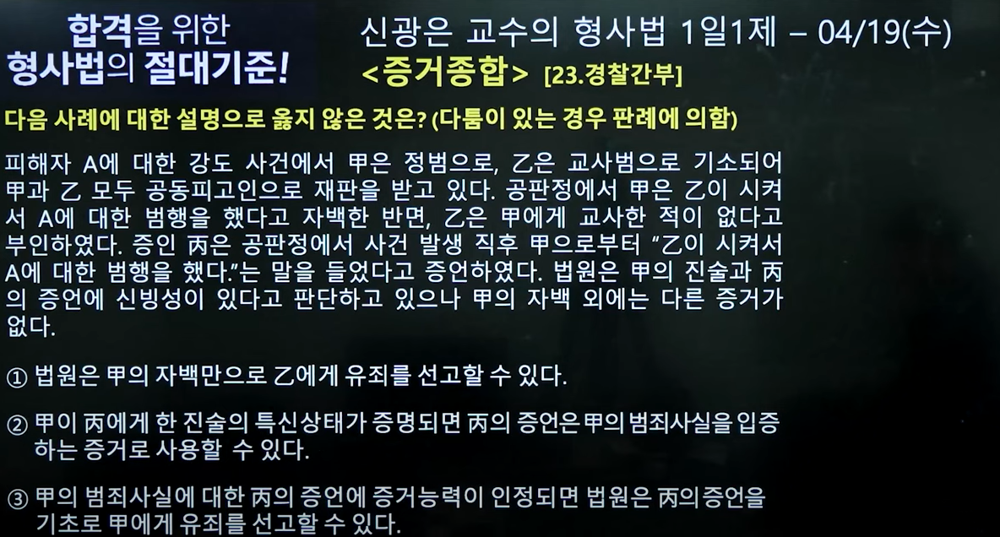 합격을 위한
형사법의 절대기준!
신광은 교수의 형사법 1일1제 – 04/19(수)
<증거종합> [23.경찰간부]
다음 사례에 대한 설명으로 옳지 않은 것은? (다툼이 있는 경우 판례에 의함)
피해자 A에 대한 강도 사건에서 甲은 정범으로, 乙은 교사범으로 기소되어
甲과 乙 모두 공동피고인으로 재판을 받고 있다. 공판정에서 甲은 乙이 시켜
서 A에 대한 범행을 했다고 자백한 반면, 乙은 甲에게 교사한 적이 없다고
부인하였다. 증인 丙은 공판정에서 사건 발생 직후 甲으로부터 “乙이 시켜서
A에 대한 범행을 했다.”는 말을 들었다고 증언하였다. 법원은 甲의 진술과 丙
의 증언에 신빙성이 있다고 판단하고 있으나 甲의 자백 외에는 다른 증거가
없다.
① 법원은 甲의 자백만으로 乙에게 유죄를 선고할 수 있다.
② 甲이 丙에게 한 진술의 특신상태가 증명되면 丙의 증언은 甲의 범죄사실을 입증
하는 증거로 사용할 수 있다.
③ 甲의 범죄사실에 대한 丙의 증언에 증거능력이 인정되면 법원은 丙의 증언을
기초로 甲에게 유죄를 선고할 수 있다.